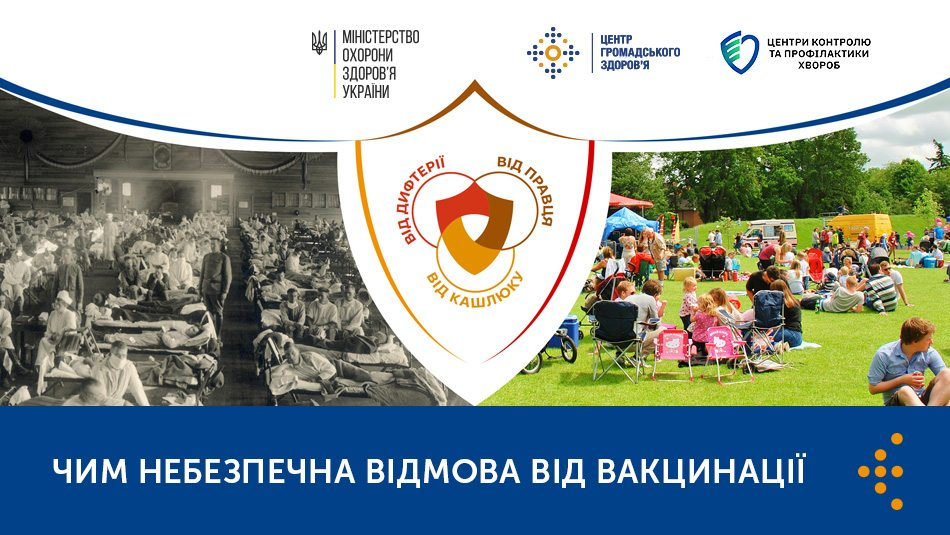 МІНІСТЕРСТВО
ОХОРОНИ
ЗДОРОВ'Я
УКРАЇНИ
ЦЕНТР
ГРОМАДСЬКОГО
ЗДОРОВ'Я
ЦЕНТРИ КОНТРОЛЮ
ТА ПРОФІЛАКТИКИ
ХВОРОБ
ВІД ДИФТЕРІЇ
ВІД ПРАВЦЯ
ВІД КАШЛЮКУ
ЧИМ НЕБЕЗПЕЧНА ВІДМОВА ВІД ВАКЦИНАЦІЇ